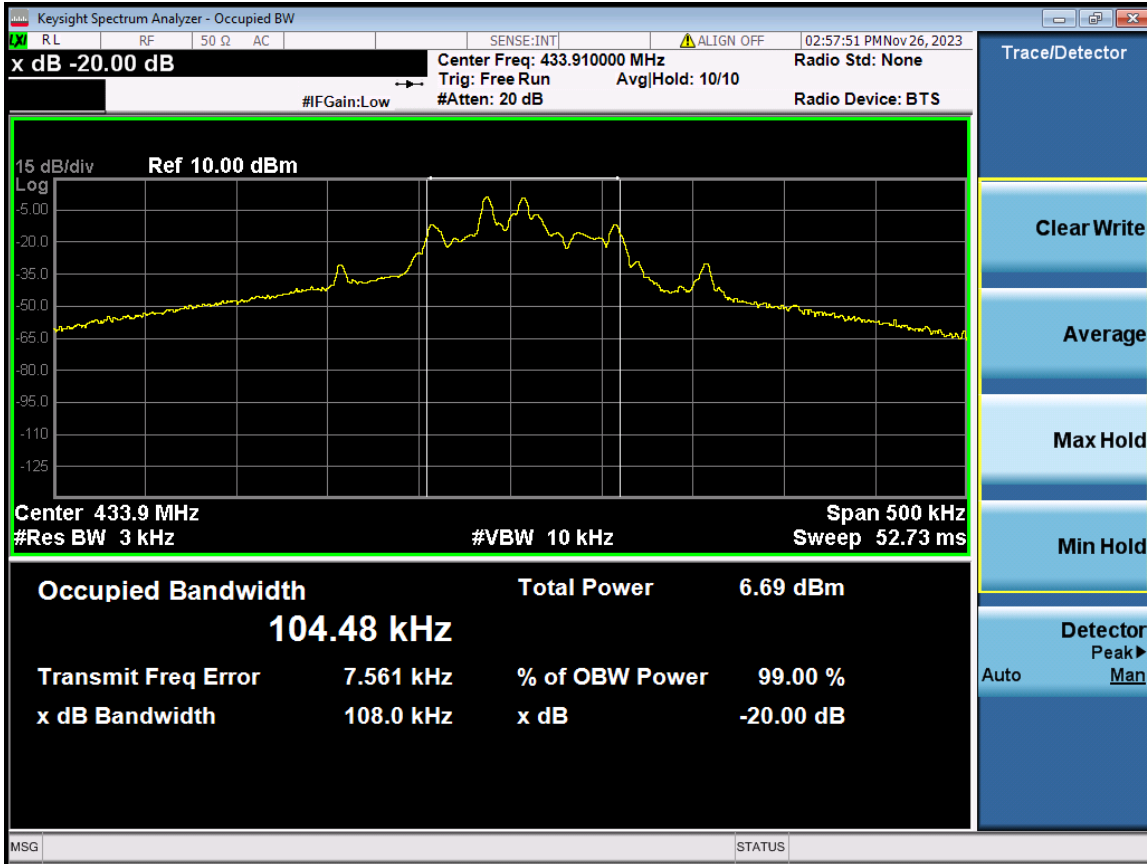 Keysight Spectrum Analyzer - Occupied BW
LXI RL RF 50 Ω AC SENSE:INT ALIGN OFF 02:57:51 PM Nov 26, 2023
x dB -20.00 dB
Center Freq: 433.910000 MHz
Radio Std: None
Trig: Free Run
Avg|Hold: 10/10
#IFGain:Low
#Atten: 20 dB
Radio Device: BTS
Trace/Detector
15 dB/div
Ref 10.00 dBm
Log
-5.00
-20.0
-35.0
-50.0
-65.0
-80.0
-95.0
-110
-125
Center 433.9 MHz
Span 500 kHz
#Res BW 3 kHz
#VBW 10 kHz
Sweep 52.73 ms
Occupied Bandwidth
104.48 kHz
Total Power 6.69 dBm
Transmit Freq Error 7.561 kHz
% of OBW Power 99.00 %
x dB Bandwidth 108.0 kHz
x dB -20.00 dB
Clear Write
Average
Max Hold
Min Hold
Detector
Peak▶
Auto Man
MSG
STATUS